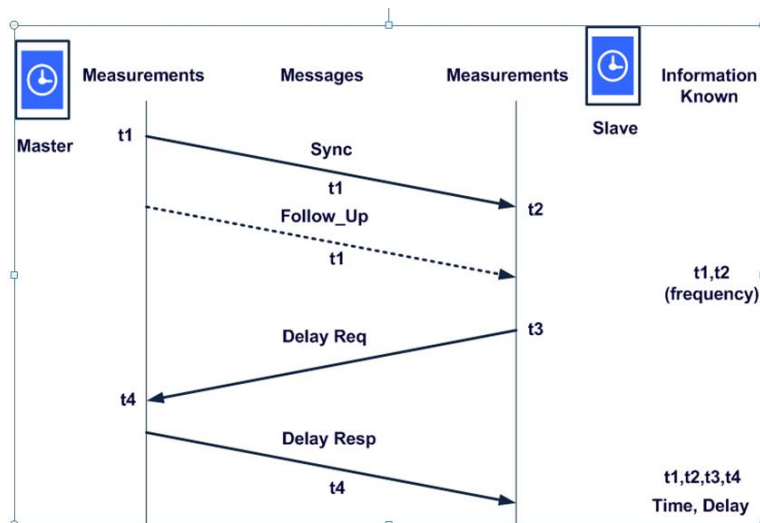 Measurements
Messages
Measurements
Information
Known
Master
Slave
t1
Sync
t1
t2
Follow_Up
t1
t1,t2
(frequency)
t3
Delay Req
t4
Delay Resp
t4
t1,t2,t3,t4
Time, Delay